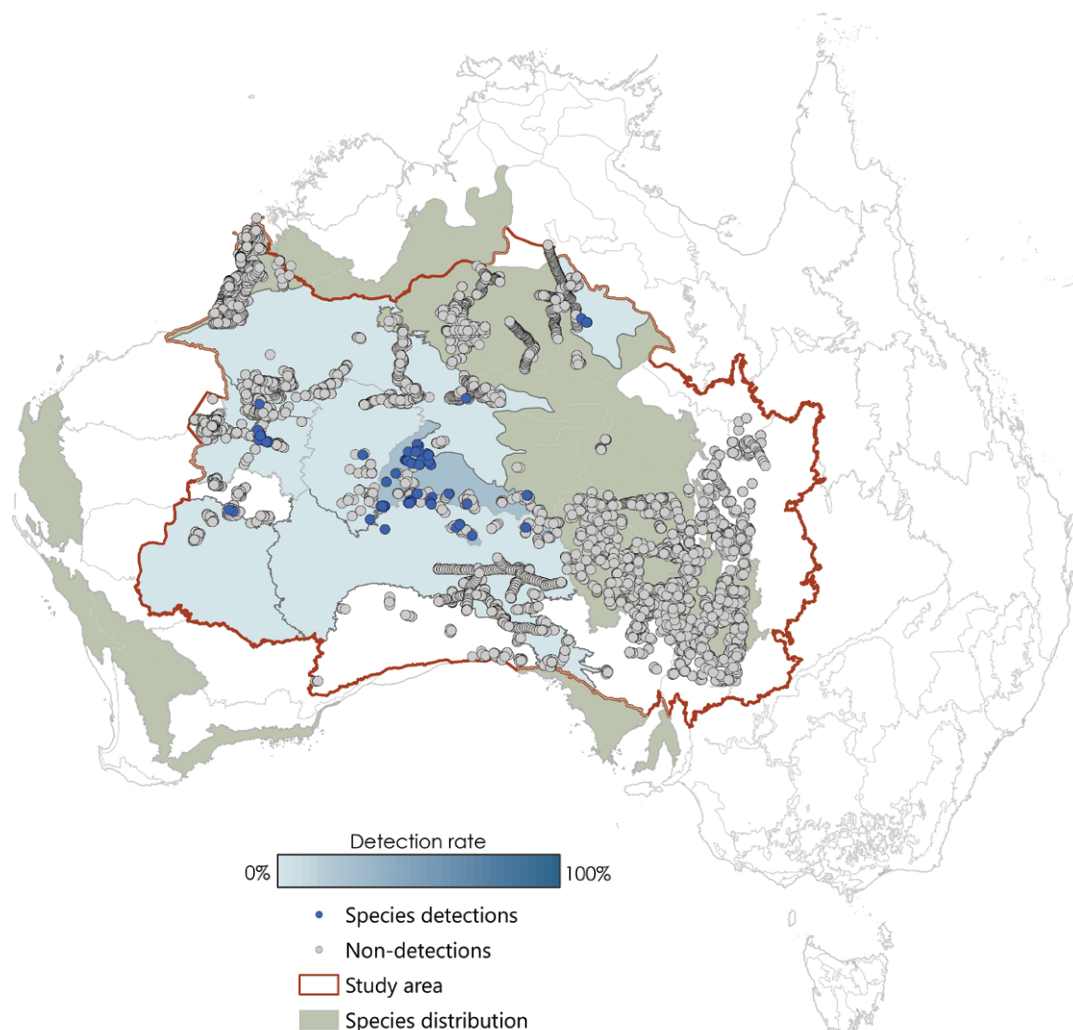 Detection rate
0% 100%
Species detections
Non-detections
Study area
Species distribution